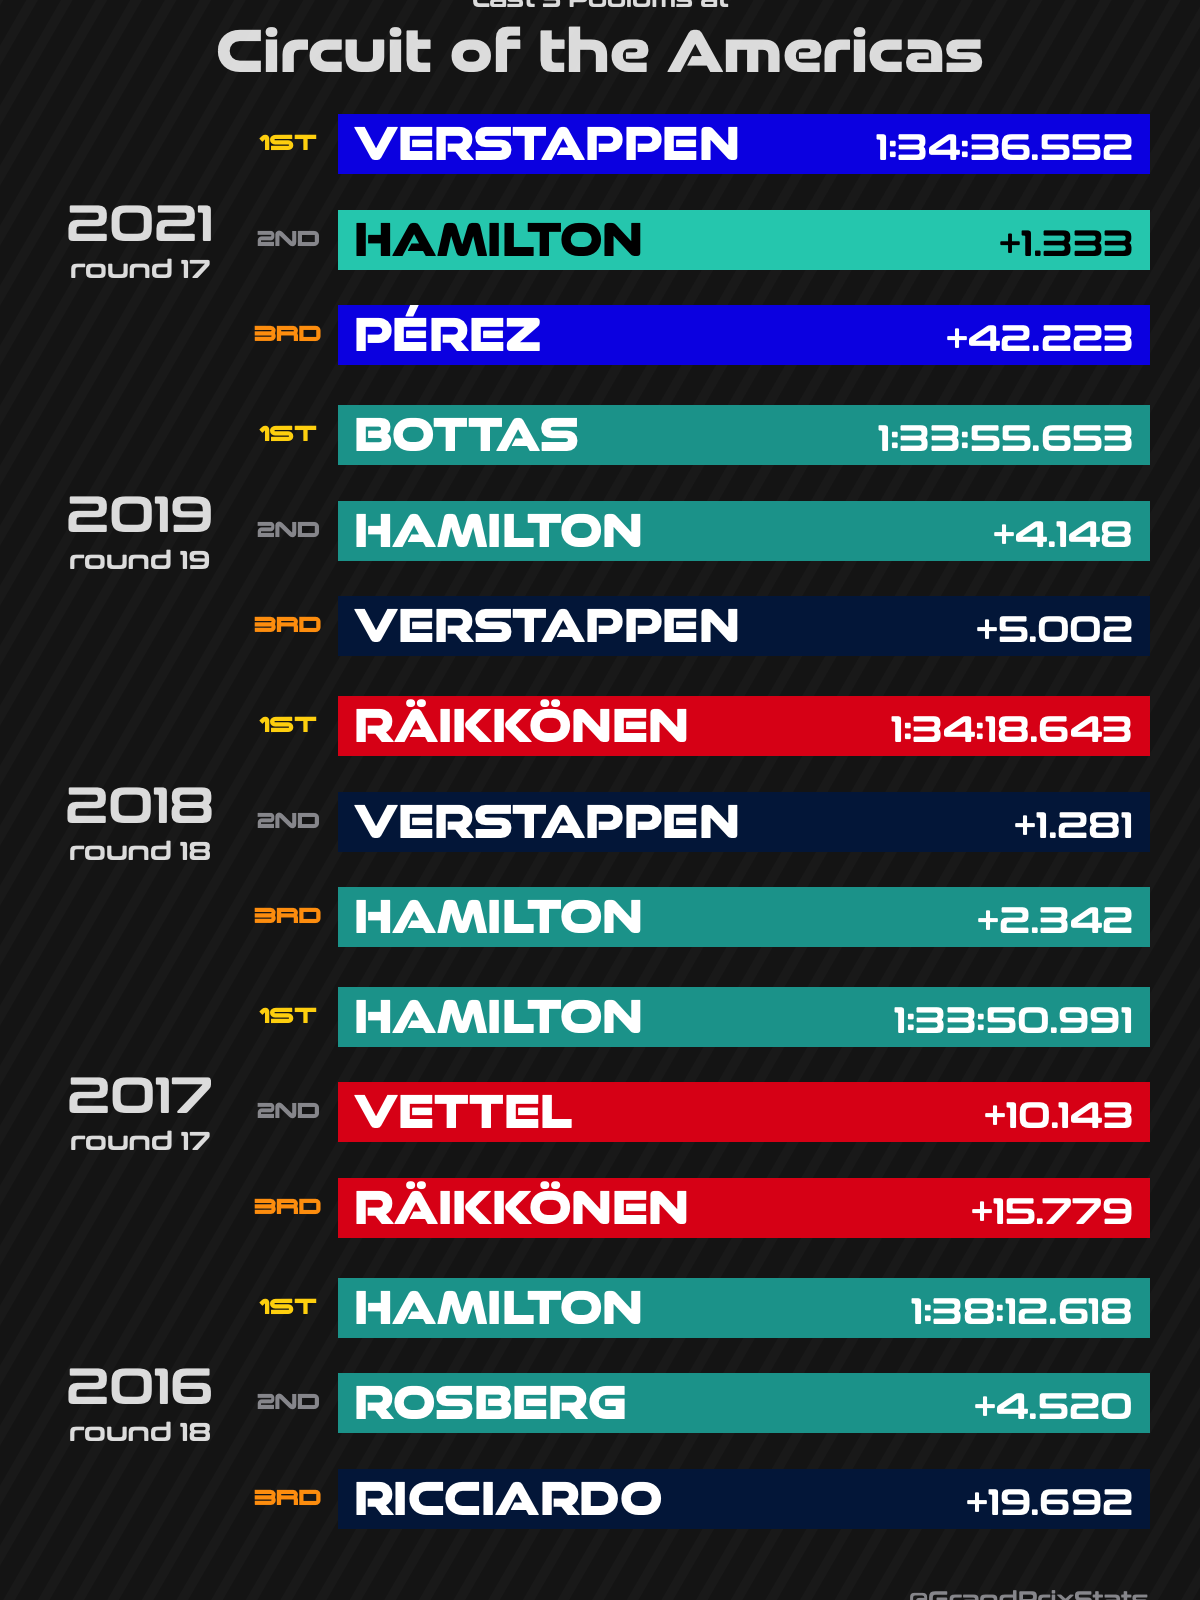 Last 5 Podiums at
Circuit of the Americas
1ST VERSTAPPEN 1:34:36.552
2021
round 17
2ND HAMILTON +1.333
3RD PÉREZ +42.223
1ST BOTTAS 1:33:55.653
2019
round 19
2ND HAMILTON +4.148
3RD VERSTAPPEN +5.002
1ST RÄIKKÖNEN 1:34:18.643
2018
round 18
2ND VERSTAPPEN +1.281
3RD HAMILTON +2.342
1ST HAMILTON 1:33:50.991
2017
round 17
2ND VETTEL +10.143
3RD RÄIKKÖNEN +15.779
1ST HAMILTON 1:38:12.618
2016
round 18
2ND ROSBERG +4.520
3RD RICCIARDO +19.692
@GrandPrixStats